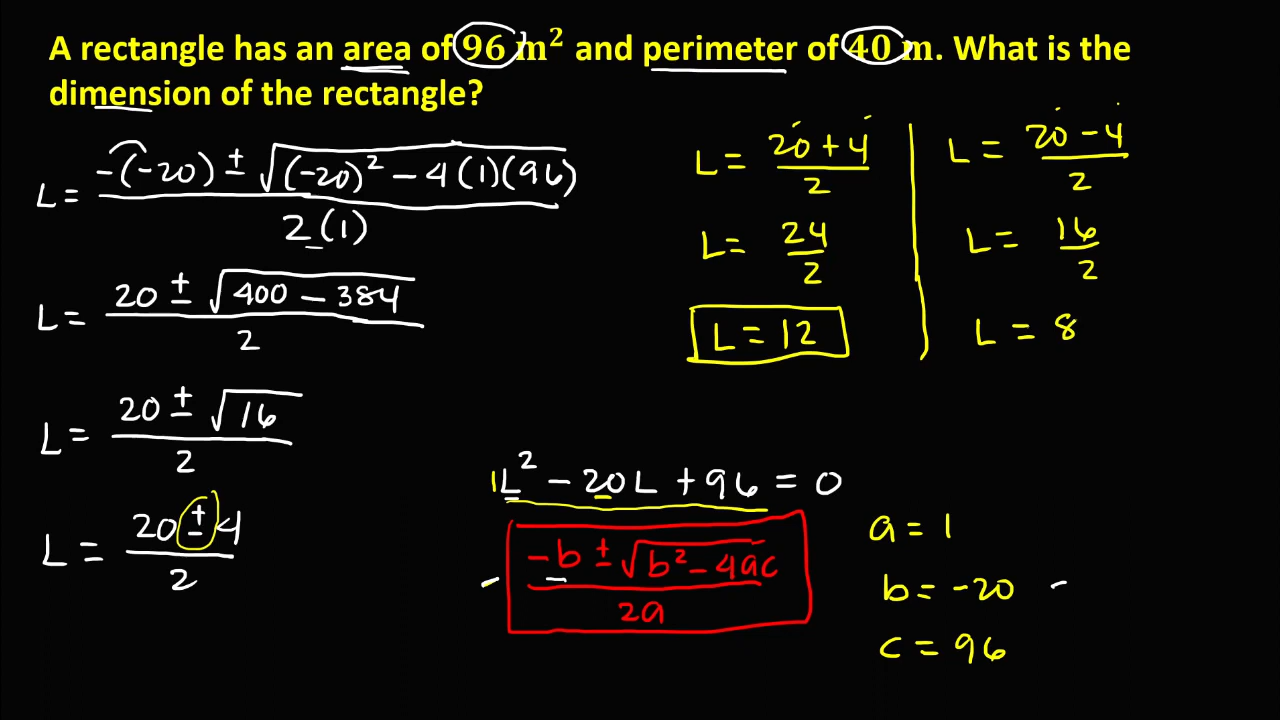 A rectangle has an area of 96 m² and perimeter of 40 m. What is the
dimension of the rectangle?
L = -(-20) ± √(-20)² - 4(1)(96) / 2(1)
L = 20 ± √400 - 384 / 2
L = 20 ± √16 / 2
L = 20 ± 4 / 2
L = 20 + 4 / 2
L = 24 / 2
L = 12
L = 20 - 4 / 2
L = 16 / 2
L = 8
1L² - 20L + 96 = 0
-b ± √b² - 4ac / 2a
a = 1
b = -20
c = 96